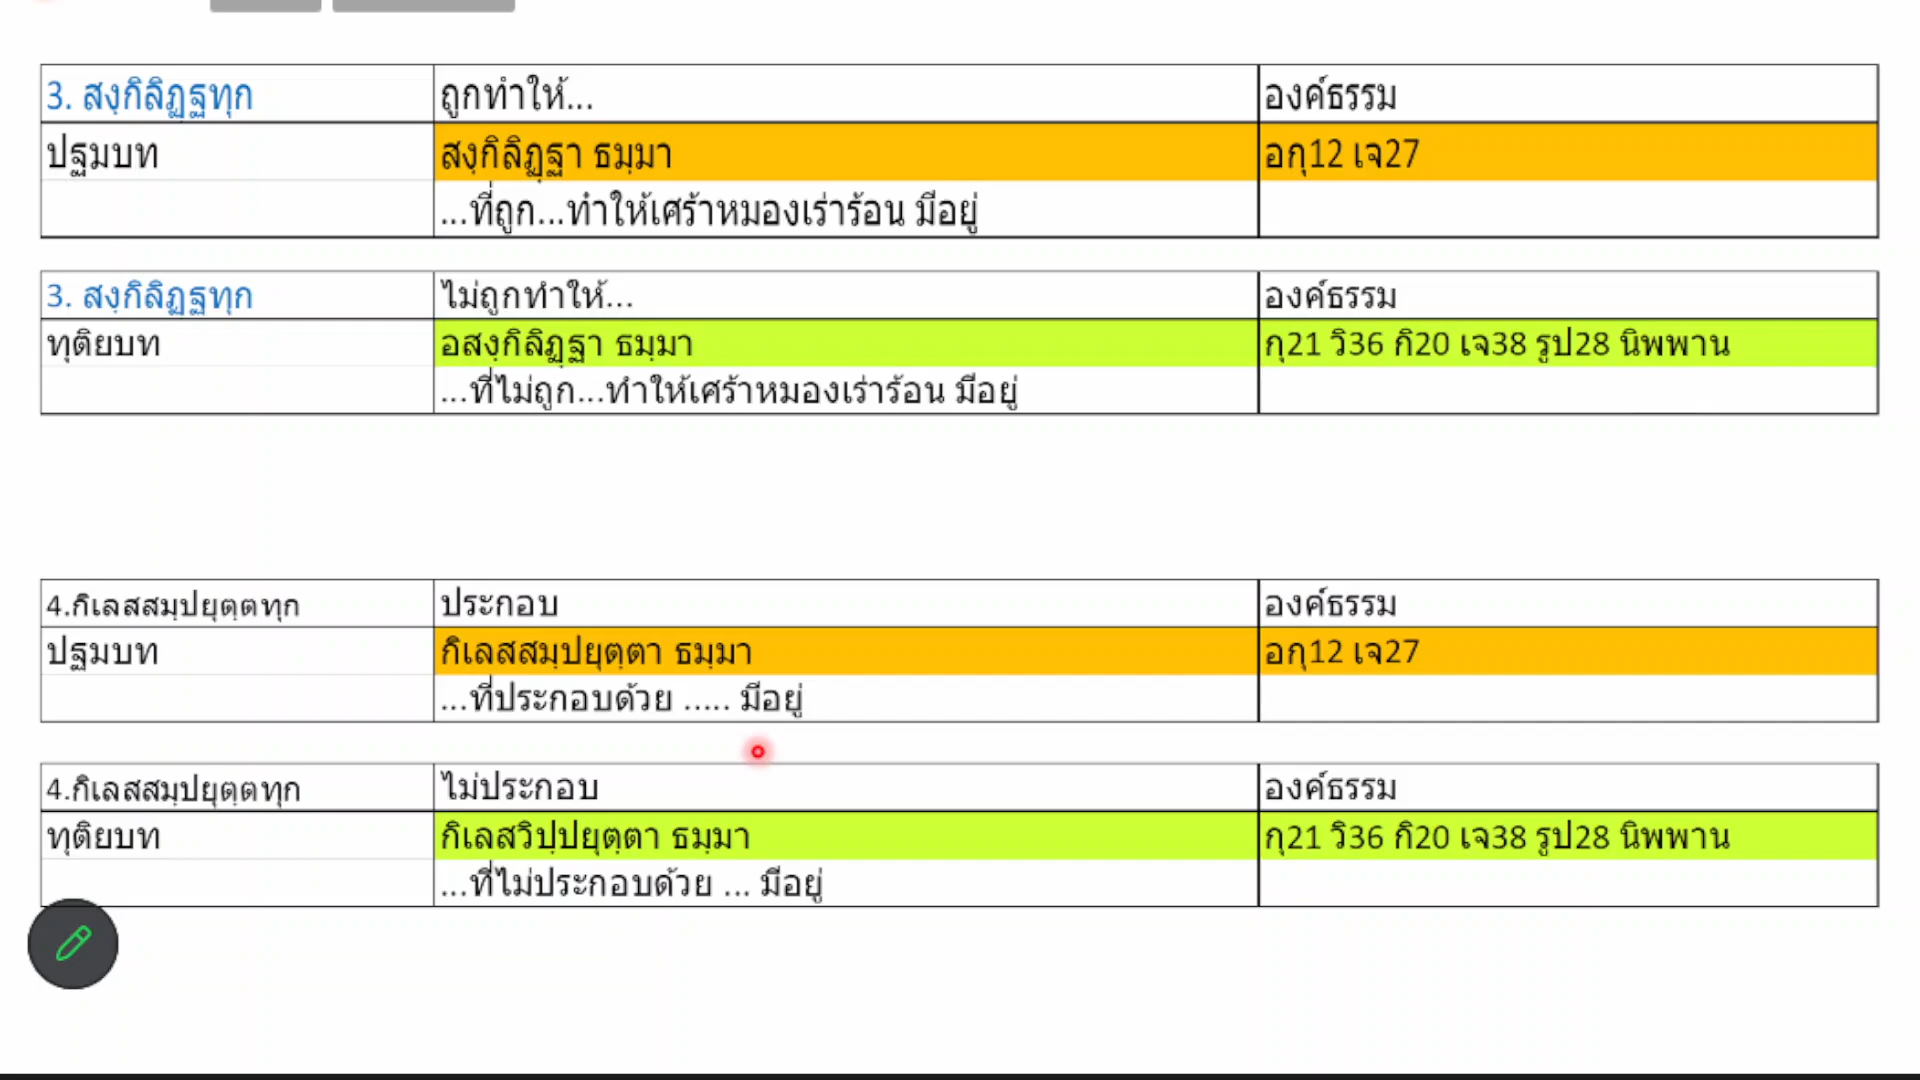 3. สงฺกิลิฏฺฐทุก ถูกทำให้... องค์ธรรม
ปฐมบท สงฺกิลิฏฺฐา ธมฺมา อกุ12 เจ27
...ที่ถูก...ทำให้เศร้าหมองเร่าร้อน มีอยู่
3. สงฺกิลิฏฺฐทุก ไม่ถูกทำให้... องค์ธรรม
ทุติยบท อสงฺกิลิฏฺฐา ธมฺมา กุ21 วิ36 กิ20 เจ38 รูป28 นิพพาน
...ที่ไม่ถูก...ทำให้เศร้าหมองเร่าร้อน มีอยู่
4.กิเลสสมฺปยุตฺตทุก ประกอบ องค์ธรรม
ปฐมบท กิเลสสมฺปยุตฺตา ธมฺมา อกุ12 เจ27
...ที่ประกอบด้วย ..... มีอยู่
4.กิเลสสมฺปยุตฺตทุก ไม่ประกอบ องค์ธรรม
ทุติยบท กิเลสวิปฺปยุตฺตา ธมฺมา กุ21 วิ36 กิ20 เจ38 รูป28 นิพพาน
...ที่ไม่ประกอบด้วย ... มีอยู่